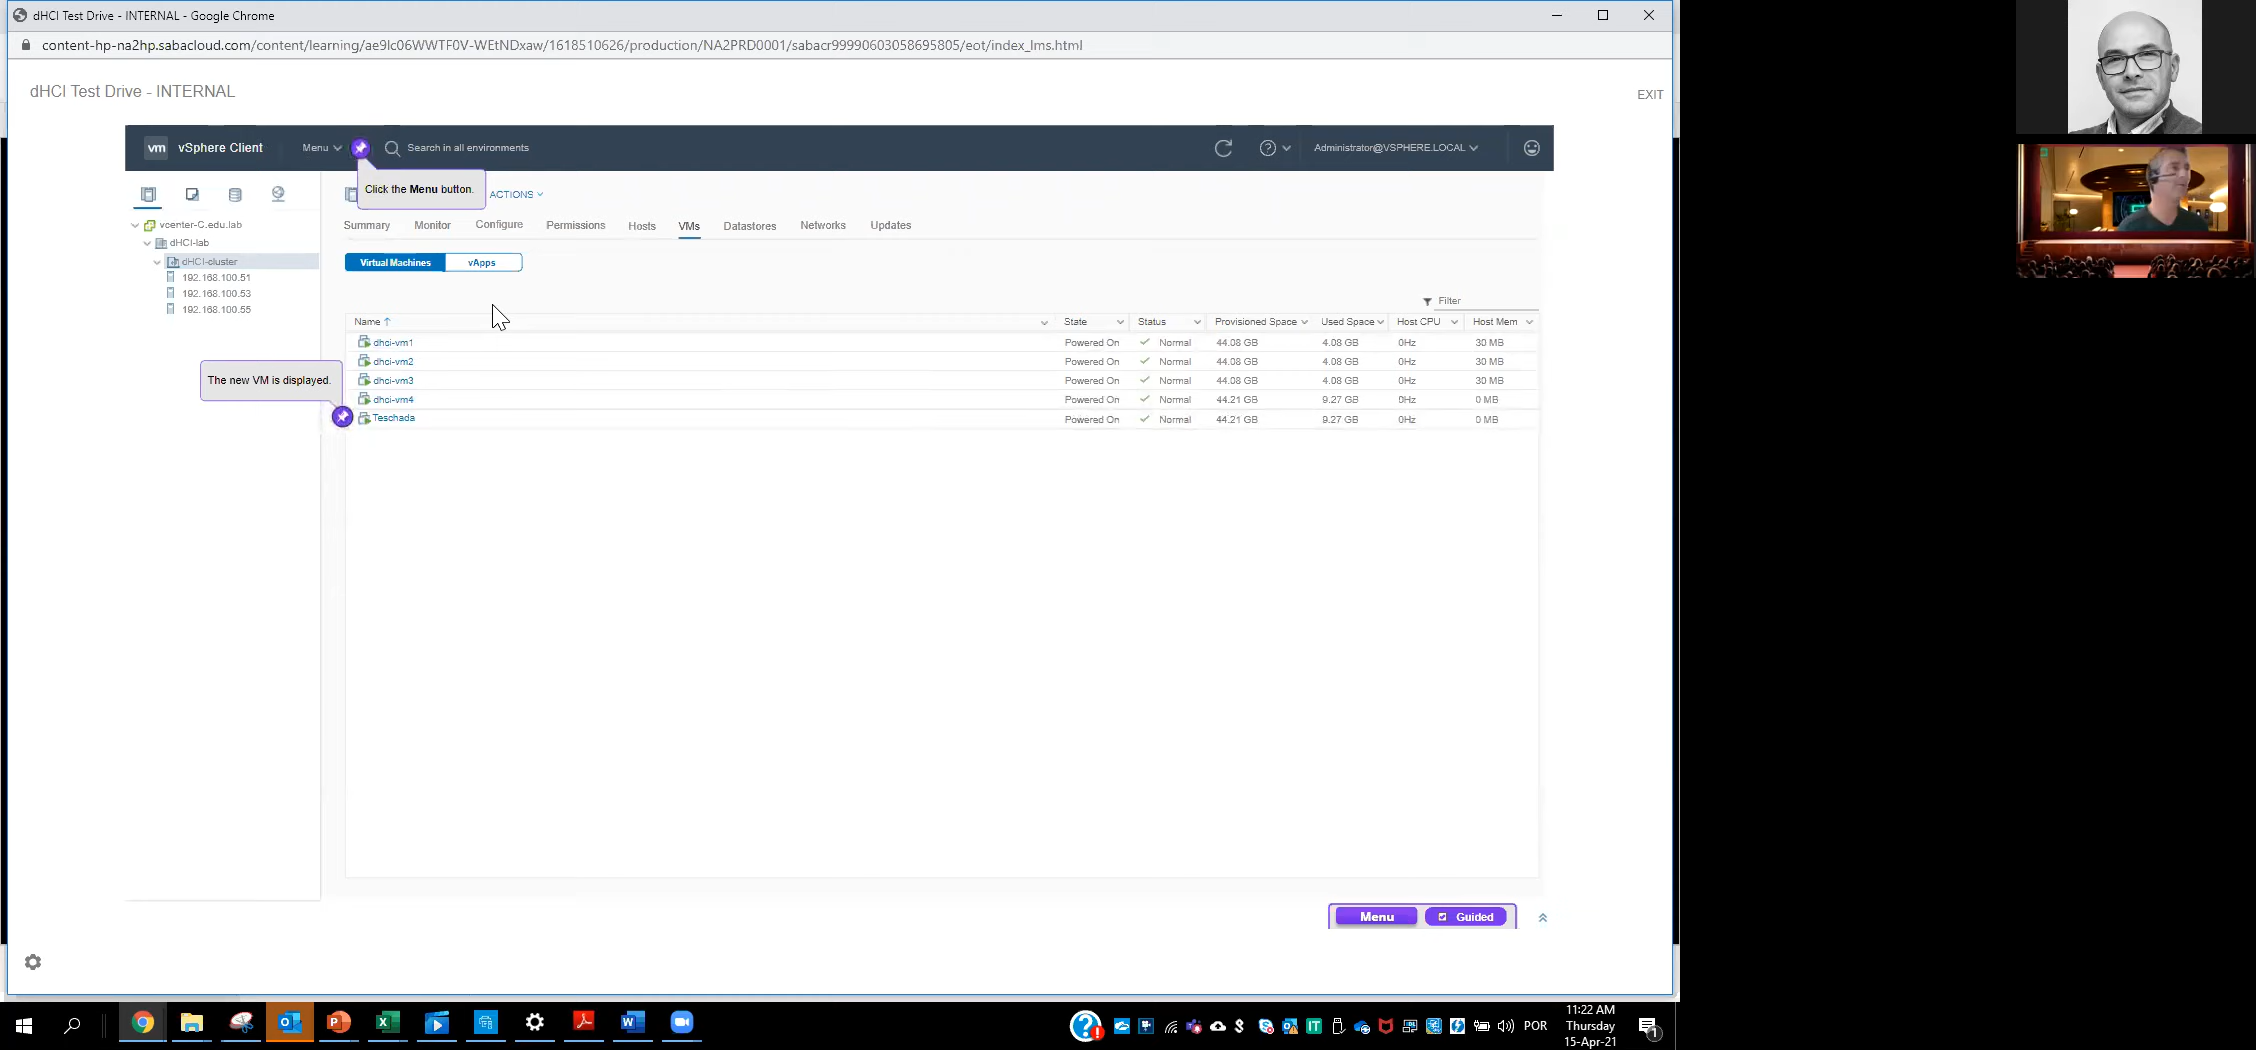 dHCI Test Drive - INTERNAL - Google Chrome
content-hp-na2hp.sabacloud.com/content/learning/ae9lc06WWTF0V-WEtNDxaw/1618510626/production/NA2PRD0001/sabacr99990603058695805/eot/index_lms.html
dHCI Test Drive - INTERNAL
EXIT
vm vSphere Client Menu Search in all environments Administrator@VSPHERE.LOCAL
Click the Menu button.
ACTIONS
Summary Monitor Configure Permissions Hosts VMs Datastores Networks Updates
vcenter-C.edu.lab
dHCI-lab
dHCI-cluster
192.168.100.51
192.168.100.53
192.168.100.55
Virtual Machines vApps
Filter
Name State Status Provisioned Space Used Space Host CPU Host Mem
dhci-vm1 Powered On Normal 44.08 GB 4.08 GB 0Hz 30 MB
dhci-vm2 Powered On Normal 44.08 GB 4.08 GB 0Hz 30 MB
dhci-vm3 Powered On Normal 44.08 GB 4.08 GB 0Hz 30 MB
dhci-vm4 Powered On Normal 44.21 GB 9.27 GB 0Hz 0 MB
Teschada Powered On Normal 44.21 GB 9.27 GB 0Hz 0 MB
The new VM is displayed.
Menu Guided
POR
11:22 AM
Thursday
15-Apr-21
1